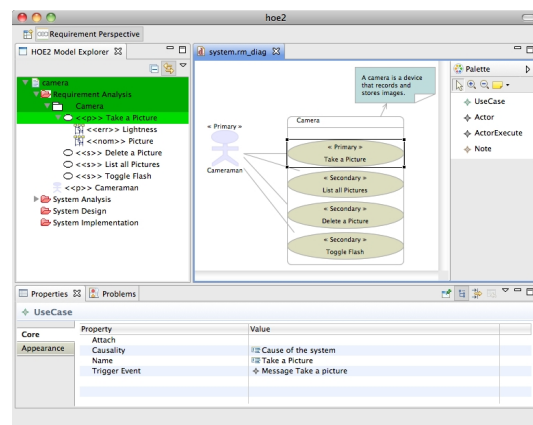 hoe2
Requirement Perspective
HOE2 Model Explorer
camera
Requirement Analysis
Camera
<<p>> Take a Picture
<<err>> Lightness
<<nom>> Picture
<<s>> Delete a Picture
<<s>> List all Pictures
<<s>> Toggle Flash
<<p>> Cameraman
System Analysis
System Design
System Implementation
system.rm_diag
A camera is a device
that records and
stores images.
Camera
« Primary »
Cameraman
« Primary »
Take a Picture
« Secondary »
List all Pictures
« Secondary »
Delete a Picture
« Secondary »
Toggle Flash
Palette
UseCase
Actor
ActorExecute
Note
Properties
Problems
UseCase
Core
Appearance
Property Value
Attach
Causality Cause of the system
Name Take a Picture
Trigger Event Message Take a picture